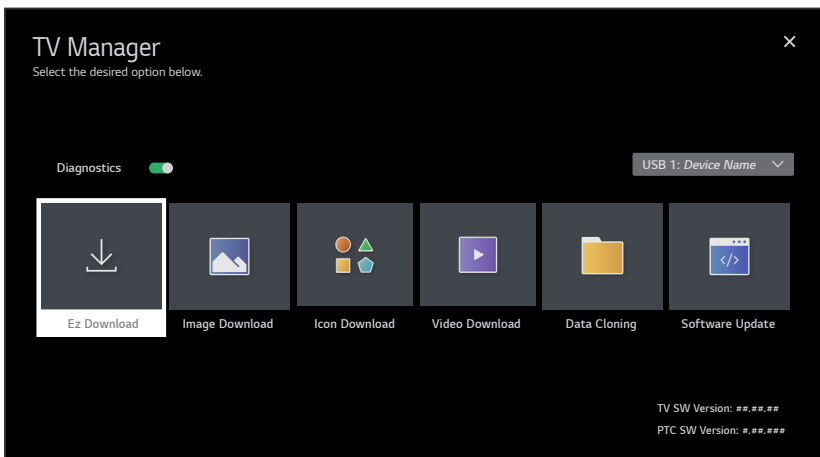 TV Manager
Select the desired option below.
Diagnostics
USB 1: Device Name
Ez Download
Image Download
Icon Download
Video Download
Data Cloning
Software Update
TV SW Version: ##.##.##
PTC SW Version: #.##.###